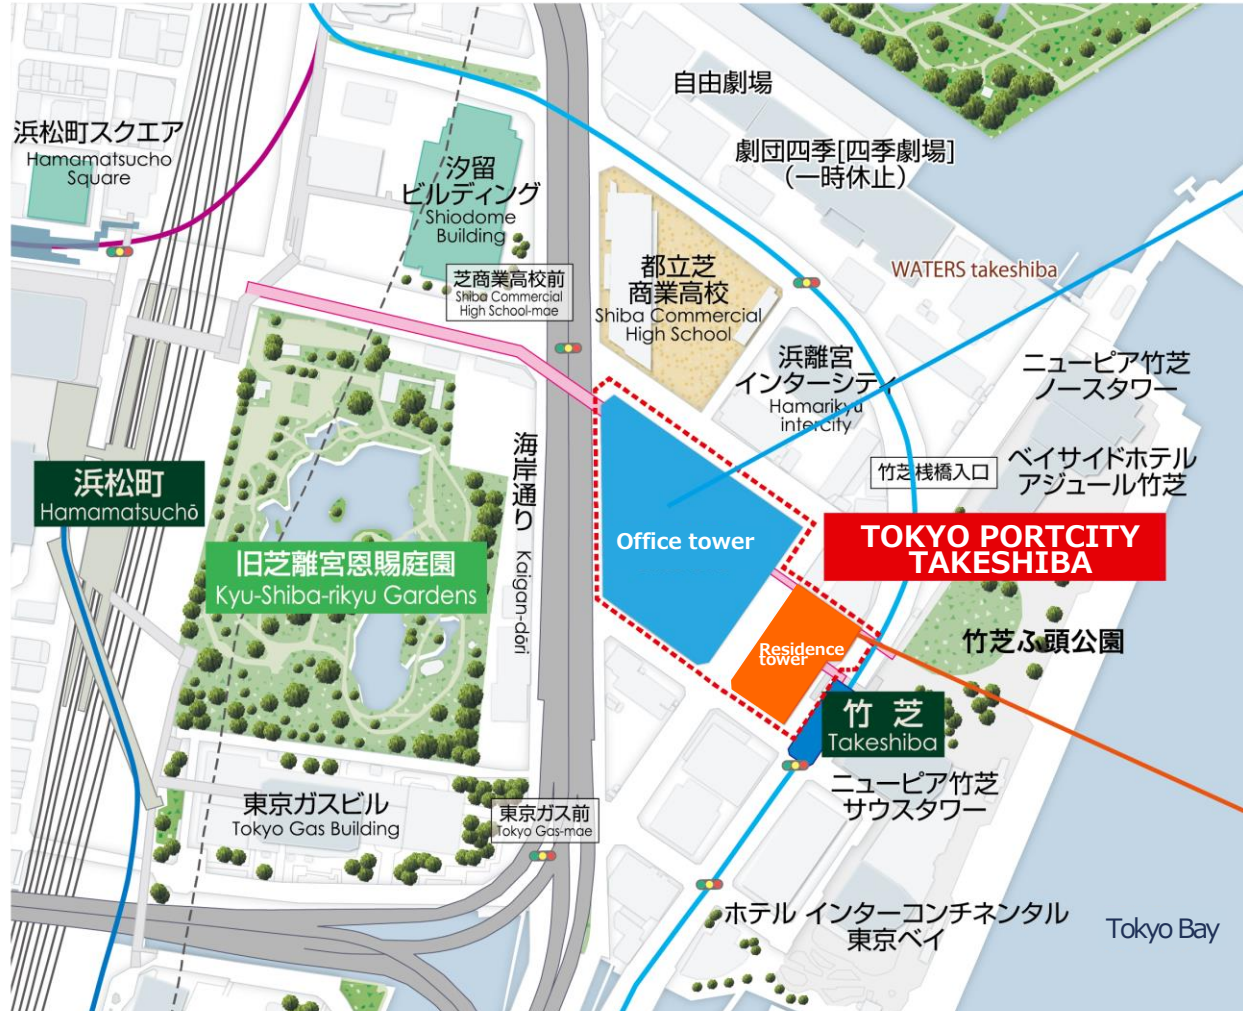 自由劇場
劇団四季[四季劇場]
(一時休止)
浜松町スクエア
Hamamatsucho
Square
汐留
ビルディング
Shiodome
Building
芝商業高校前
Shiba Commercial
High School-mae
都立芝
商業高校
Shiba Commercial
High School
WATERS takeshiba
浜離宮
インターシティ
Hamarikyu
intercity
ニューピア竹芝
ノースタワー
竹芝桟橋入口
ベイサイドホテル
アジュール竹芝
浜松町
Hamamatsuchō
海岸通り Kaigan-dōri
旧芝離宮恩賜庭園
Kyu-Shiba-rikyu Gardens
Office tower
TOKYO PORTCITY
TAKESHIBA
Residence
tower
竹芝ふ頭公園
竹芝
Takeshiba
ニューピア竹芝
サウスタワー
東京ガスビル
Tokyo Gas Building
東京ガス前
Tokyo Gas-mae
ホテル インターコンチネンタル
東京ベイ
Tokyo Bay